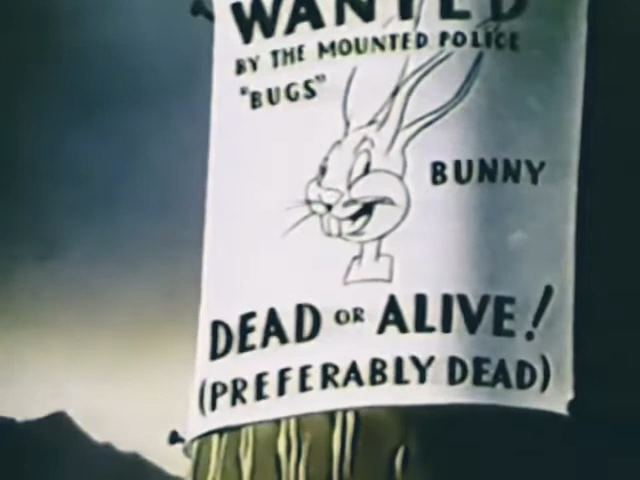 WANTED
BY THE MOUNTED POLICE
"BUGS"
BUNNY
DEAD OR ALIVE!
(PREFERABLY DEAD)